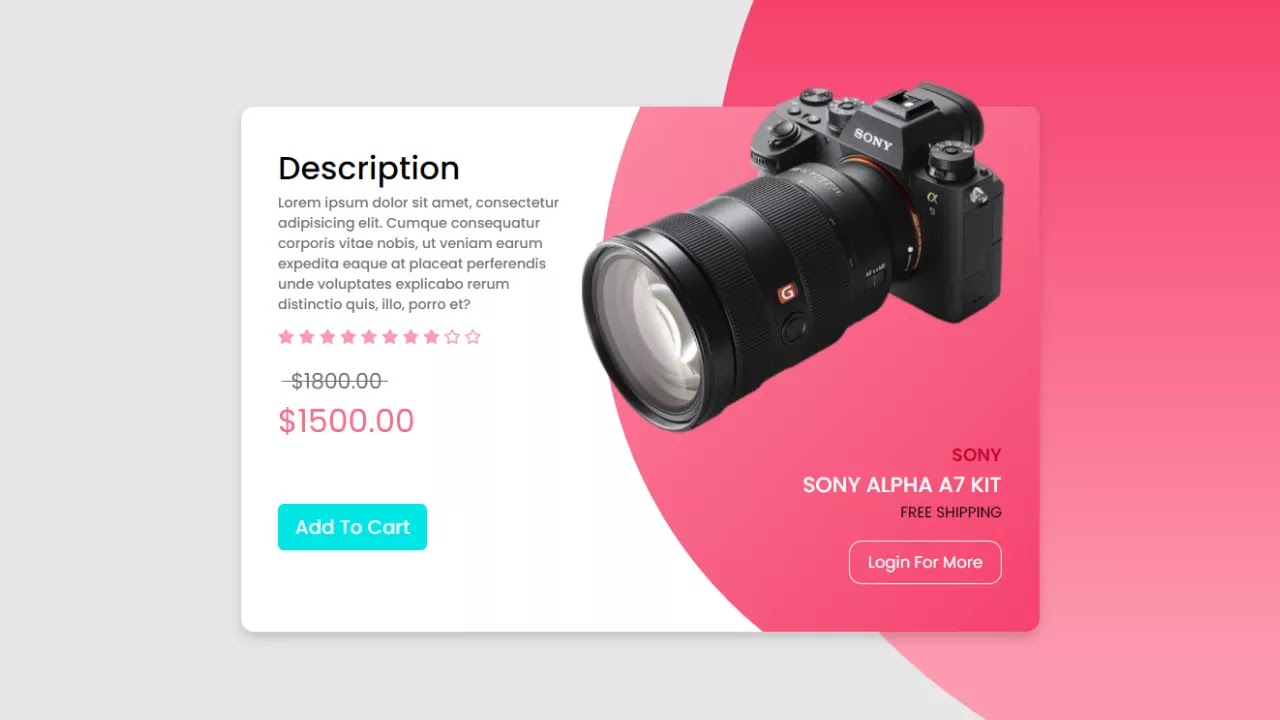 Description
Lorem ipsum dolor sit amet, consectetur
adipisicing elit. Cumque consequatur
corporis vitae nobis, ut veniam earum
expedita eaque at placeat perferendis
unde voluptates explicabo rerum
distinctio quis, illo, porro et?
$1800.00
$1500.00
Add To Cart
SONY
α
9
G
SONY
SONY ALPHA A7 KIT
FREE SHIPPING
Login For More